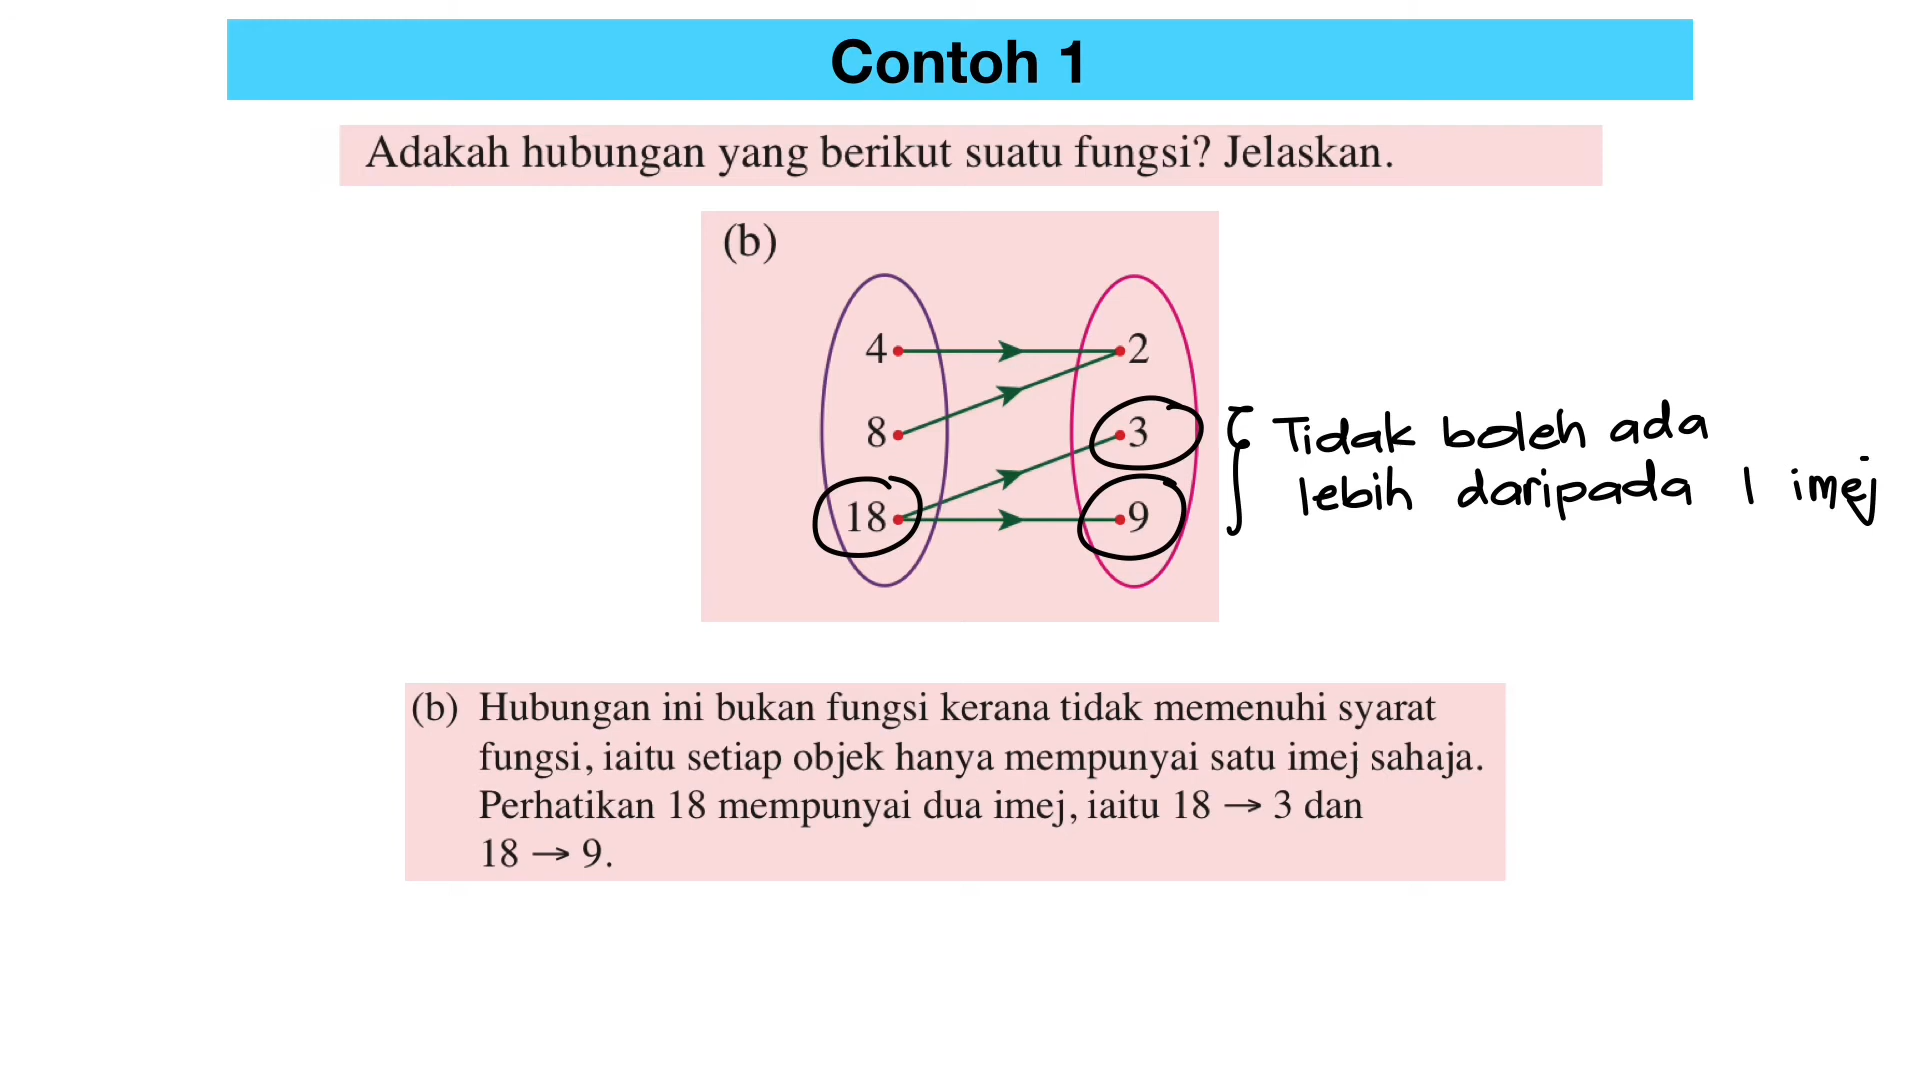 Contoh 1
Adakah hubungan yang berikut suatu fungsi? Jelaskan.
(b)
4 2
8 3
18 9
Tidak boleh ada
lebih daripada 1 imej
(b) Hubungan ini bukan fungsi kerana tidak memenuhi syarat
fungsi, iaitu setiap objek hanya mempunyai satu imej sahaja.
Perhatikan 18 mempunyai dua imej, iaitu 18 → 3 dan
18 → 9.